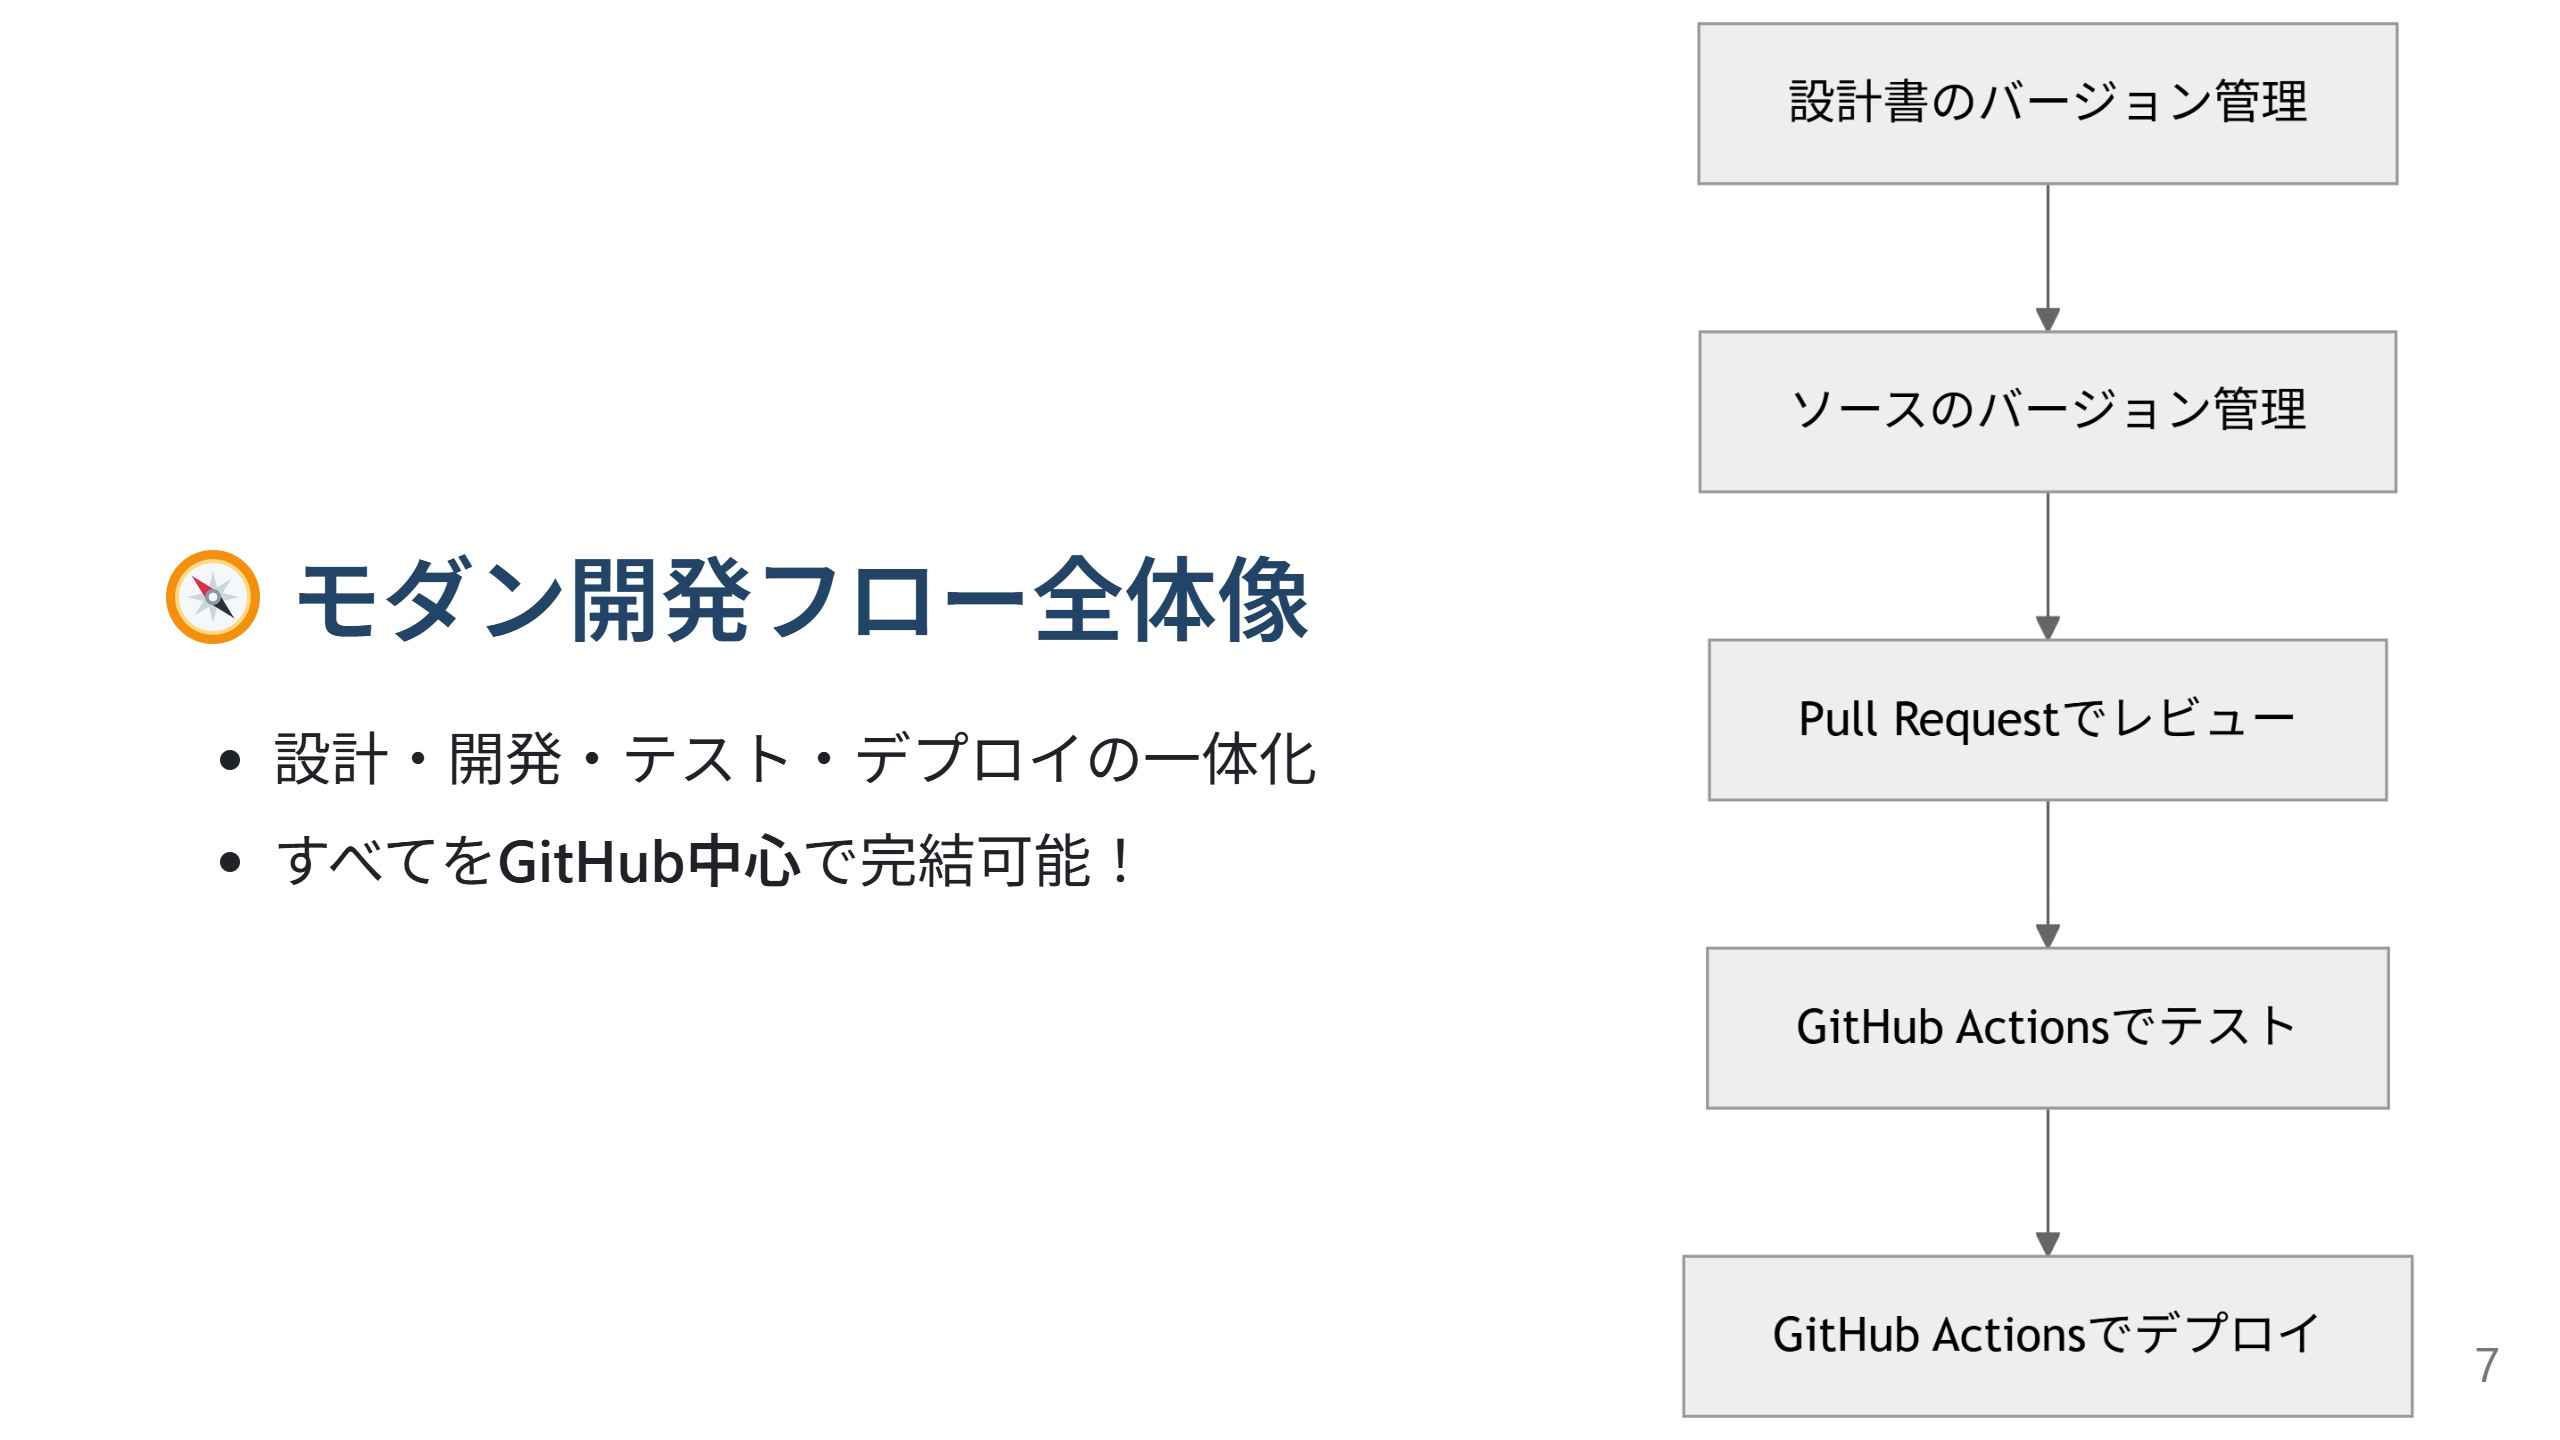 🧭 モダン開発フロー全体像
• 設計・開発・テスト・デプロイの一体化
• すべてをGitHub中心で完結可能！
設計書のバージョン管理
ソースのバージョン管理
Pull Requestでレビュー
GitHub Actionsでテスト
GitHub Actionsでデプロイ
7